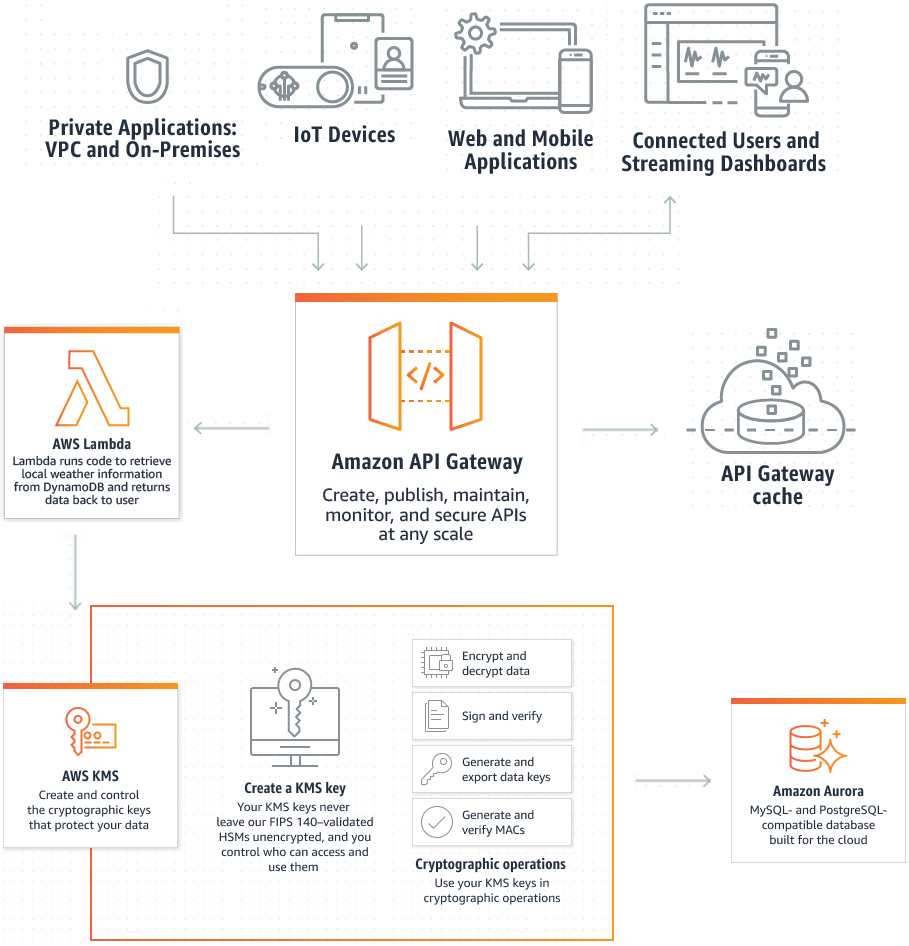 Private Applications:
VPC and On-Premises
IoT Devices
Web and Mobile
Applications
Connected Users and
Streaming Dashboards
AWS Lambda
Lambda runs code to retrieve
local weather information
from DynamoDB and returns
data back to user
</>
Amazon API Gateway
Create, publish, maintain,
monitor, and secure APIs
at any scale
API Gateway
cache
AWS KMS
Create and control
the cryptographic keys
that protect your data
Create a KMS key
Your KMS keys never
leave our FIPS 140–validated
HSMs unencrypted, and you
control who can access and
use them
Encrypt and
decrypt data
Sign and verify
Generate and
export data keys
Generate and
verify MACs
Cryptographic operations
Use your KMS keys in
cryptographic operations
Amazon Aurora
MySQL- and PostgreSQL-
compatible database
built for the cloud